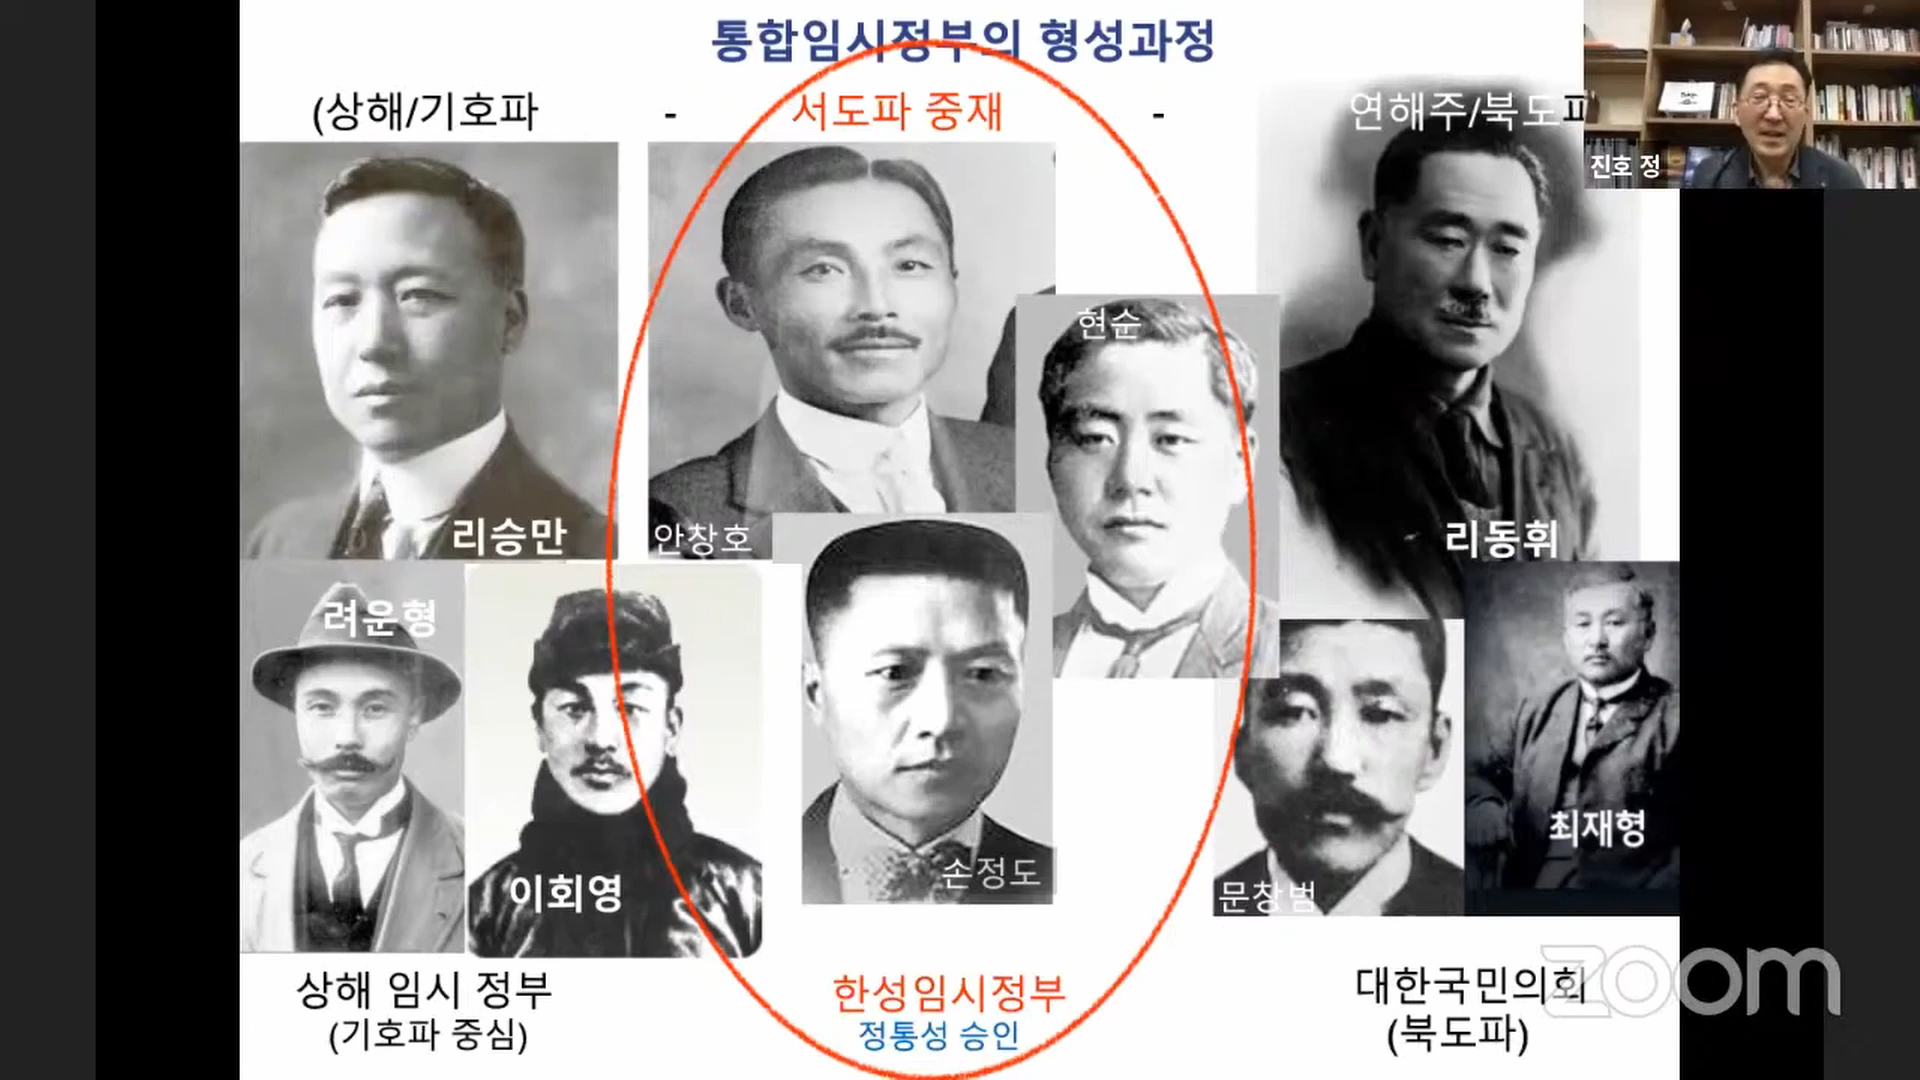 통합임시정부의 형성과정
(상해/기호파
-
서도파 중재
-
연해주/북도파
진호 정
현순
리승만
안창호
리동휘
려운형
이회영
손정도
문창범
최재형
상해 임시 정부
(기호파 중심)
한성임시정부
정통성 승인
대한국민의회
(북도파)
zoom